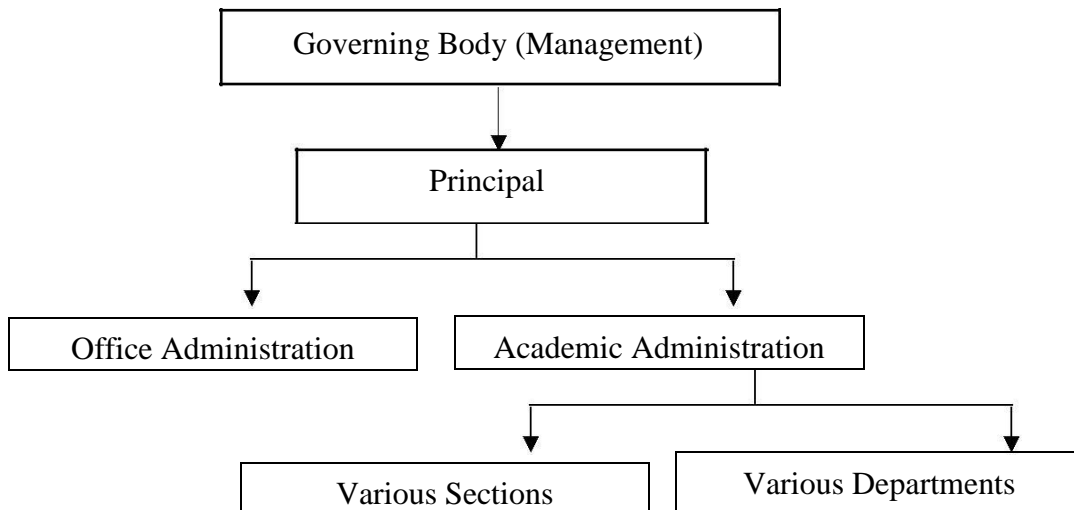 Governing Body (Management)
Principal
Office Administration
Academic Administration
Various Sections
Various Departments